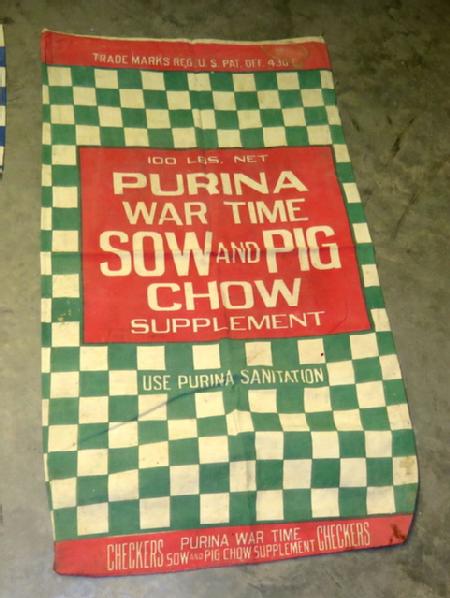 TRADE MARKS REG. U. S. PAT. OFF. 430
100 LBS. NET
PURINA
WAR TIME
SOW AND PIG
CHOW
SUPPLEMENT
USE PURINA SANITATION
CHECKERS PURINA WAR TIME CHECKERS
SOW AND PIG CHOW SUPPLEMENT